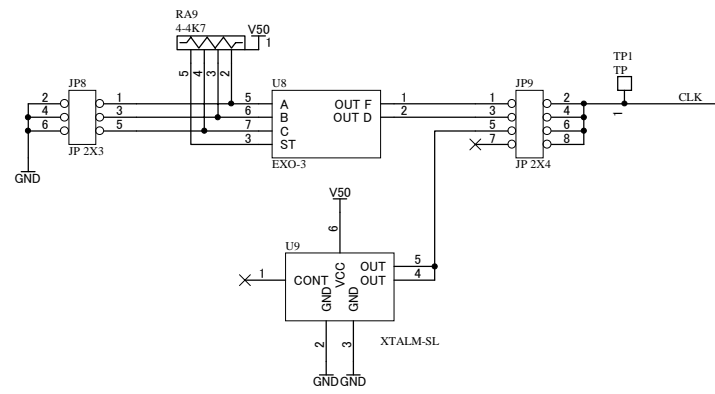 RA9
4-4K7
V50
1
5
4
3
2
TP1
TP
JP8
U8
JP9
2
1
5
A
OUT F
1
1
2
CLK
4
3
6
B
OUT D
2
3
4
6
5
7
C
5
6
3
ST
7
8
1
JP 2X3
EXO-3
JP 2X4
GND
V50
6
U9
1
CONT
VCC
OUT
5
OUT
4
GND
GND
2
3
XTALM-SL
GND
GND